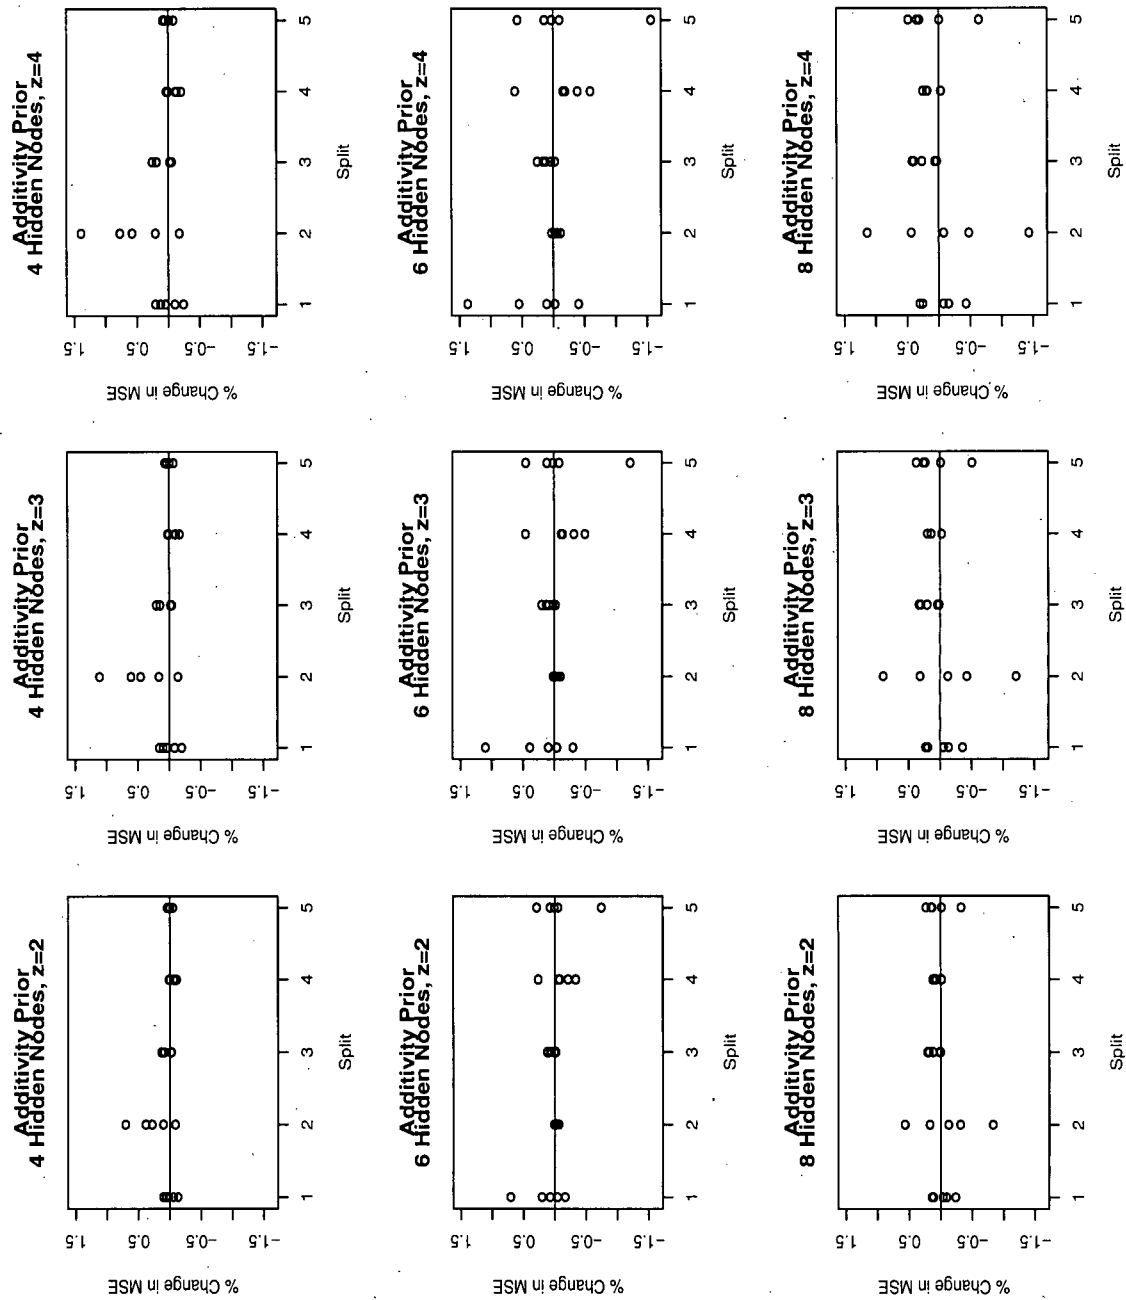 Additivity Prior
4 Hidden Nodes, z=2
% Change in MSE
1.5
0.5
-0.5
-1.5
1 2 3 4 5
Split
Additivity Prior
4 Hidden Nodes, z=3
% Change in MSE
1.5
0.5
-0.5
-1.5
1 2 3 4 5
Split
Additivity Prior
4 Hidden Nodes, z=4
% Change in MSE
1.5
0.5
-0.5
-1.5
1 2 3 4 5
Split
Additivity Prior
6 Hidden Nodes, z=2
% Change in MSE
1.5
0.5
-0.5
-1.5
1 2 3 4 5
Split
Additivity Prior
6 Hidden Nodes, z=3
% Change in MSE
1.5
0.5
-0.5
-1.5
1 2 3 4 5
Split
Additivity Prior
6 Hidden Nodes, z=4
% Change in MSE
1.5
0.5
-0.5
-1.5
1 2 3 4 5
Split
Additivity Prior
8 Hidden Nodes, z=2
% Change in MSE
1.5
0.5
-0.5
-1.5
1 2 3 4 5
Split
Additivity Prior
8 Hidden Nodes, z=3
% Change in MSE
1.5
0.5
-0.5
-1.5
1 2 3 4 5
Split
Additivity Prior
8 Hidden Nodes, z=4
% Change in MSE
1.5
0.5
-0.5
-1.5
1 2 3 4 5
Split